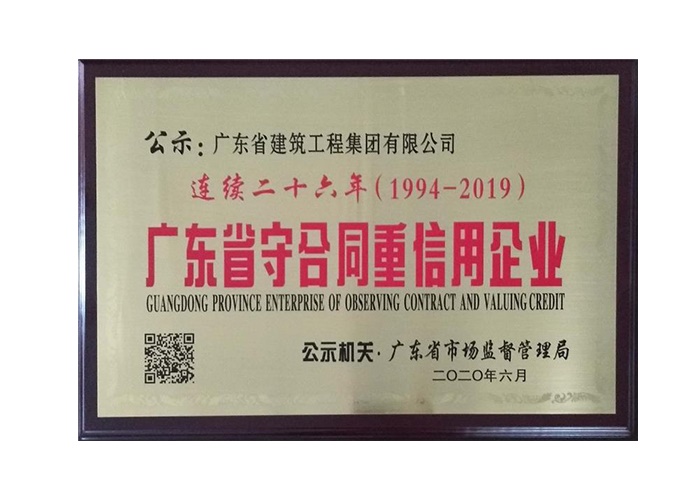 公示：广东省建筑工程集团有限公司
连续二十六年(1994-2019)
广东省守合同重信用企业
GUANGDONG PROVINCE ENTERPRISE OF OBSERVING CONTRACT AND VALUING CREDIT
公示机关·广东省市场监督管理局
二〇二〇年六月